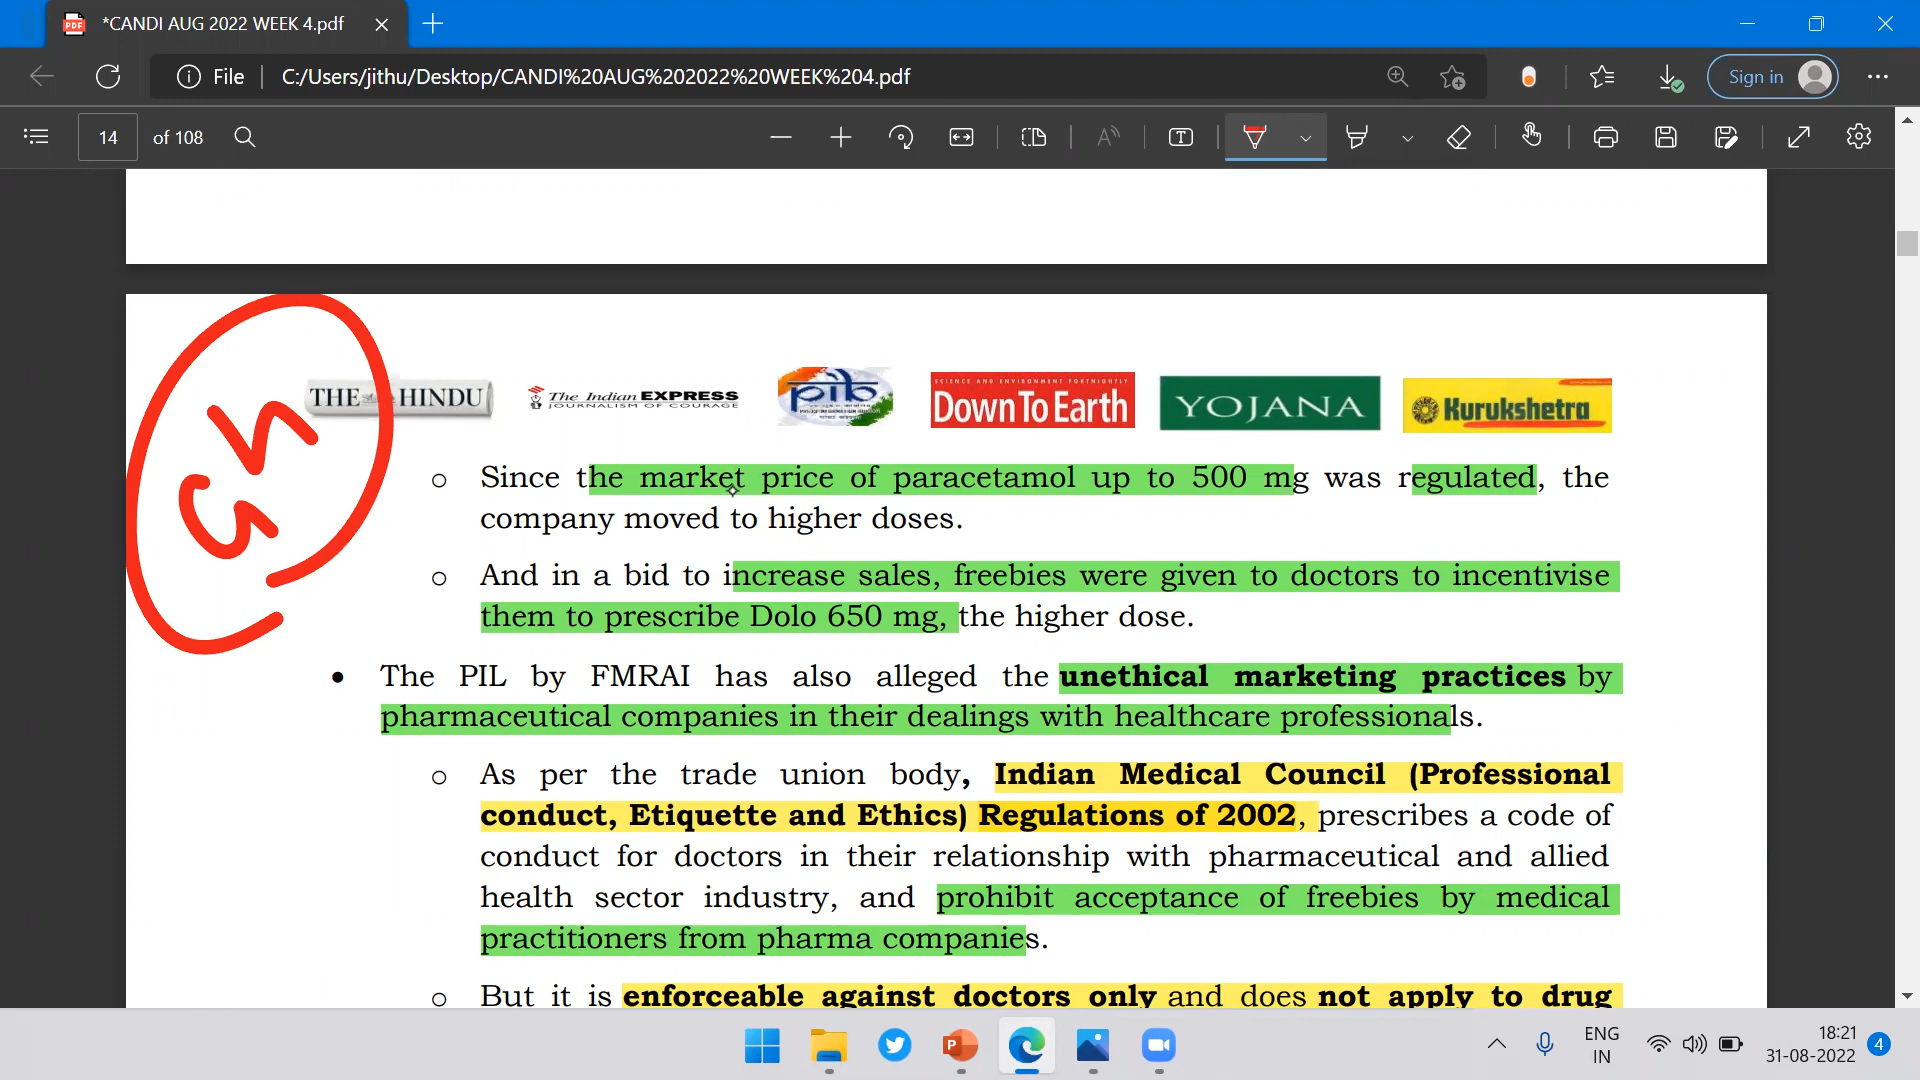 *CANDI AUG 2022 WEEK 4.pdf
File C:/Users/jithu/Desktop/CANDI%20AUG%202022%20WEEK%204.pdf
Sign in
14 of 108
THE HINDU
The Indian EXPRESS
JOURNALISM OF COURAGE
pib
SCIENCE AND ENVIRONMENT FORTNIGHTLY
Down To Earth
YOJANA
Kurukshetra
Since the market price of paracetamol up to 500 mg was regulated, the
company moved to higher doses.
And in a bid to increase sales, freebies were given to doctors to incentivise
them to prescribe Dolo 650 mg, the higher dose.
The PIL by FMRAI has also alleged the unethical marketing practices by
pharmaceutical companies in their dealings with healthcare professionals.
As per the trade union body, Indian Medical Council (Professional
conduct, Etiquette and Ethics) Regulations of 2002, prescribes a code of
conduct for doctors in their relationship with pharmaceutical and allied
health sector industry, and prohibit acceptance of freebies by medical
practitioners from pharma companies.
But it is enforceable against doctors only and does not apply to drug
ENG
IN
18:21
31-08-2022
4